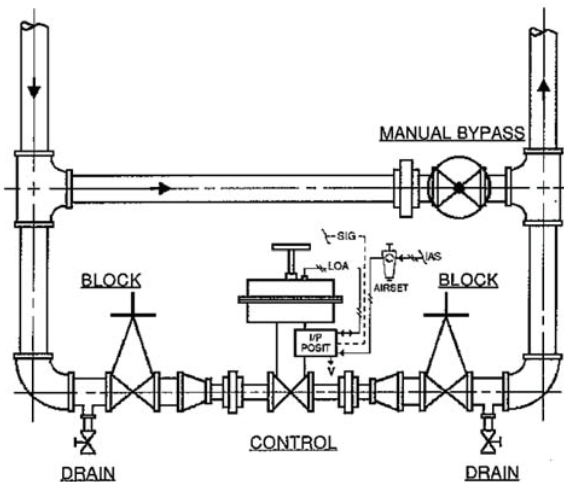 MANUAL BYPASS
SIG
IAS
LOA
AIRSET
BLOCK
BLOCK
I/P
POSIT
V
CONTROL
DRAIN
DRAIN